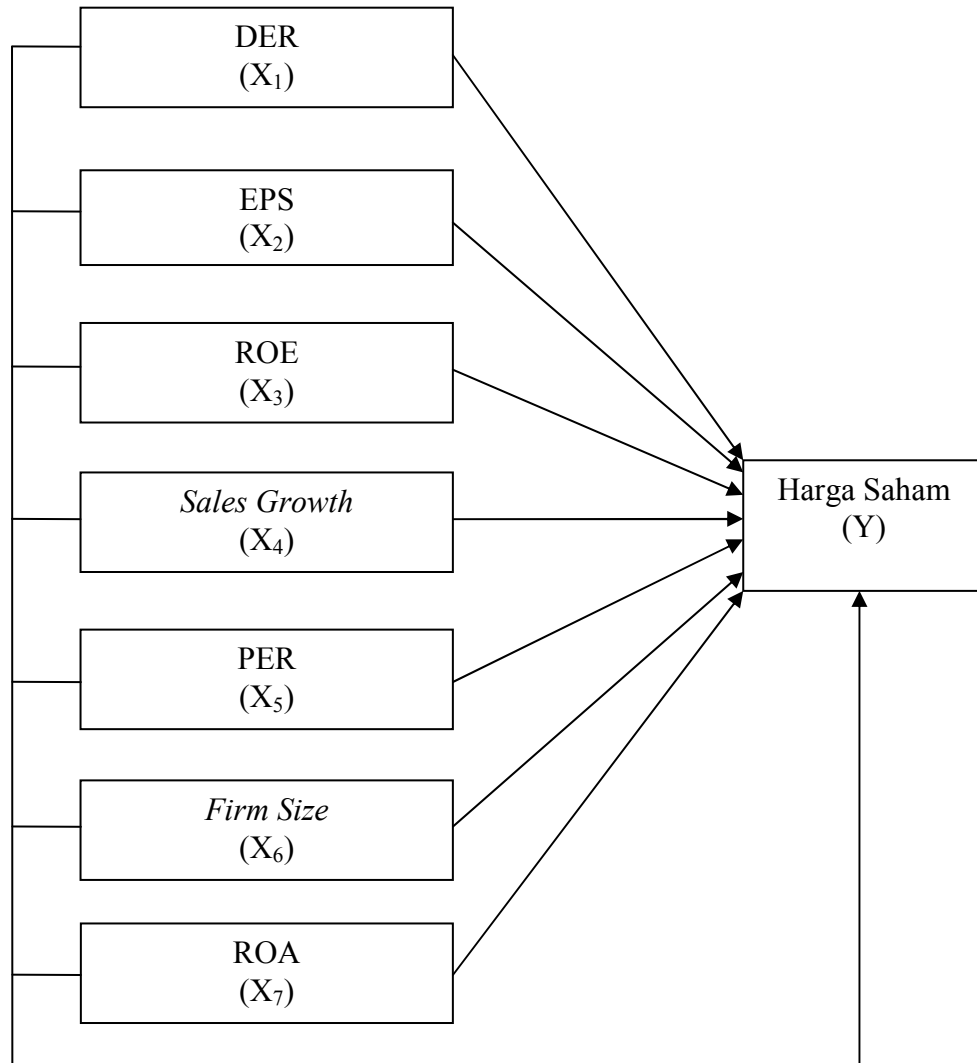 DER
(X₁)
EPS
(X₂)
ROE
(X₃)
Sales Growth
(X₄)
PER
(X₅)
Firm Size
(X₆)
ROA
(X₇)
Harga Saham
(Y)